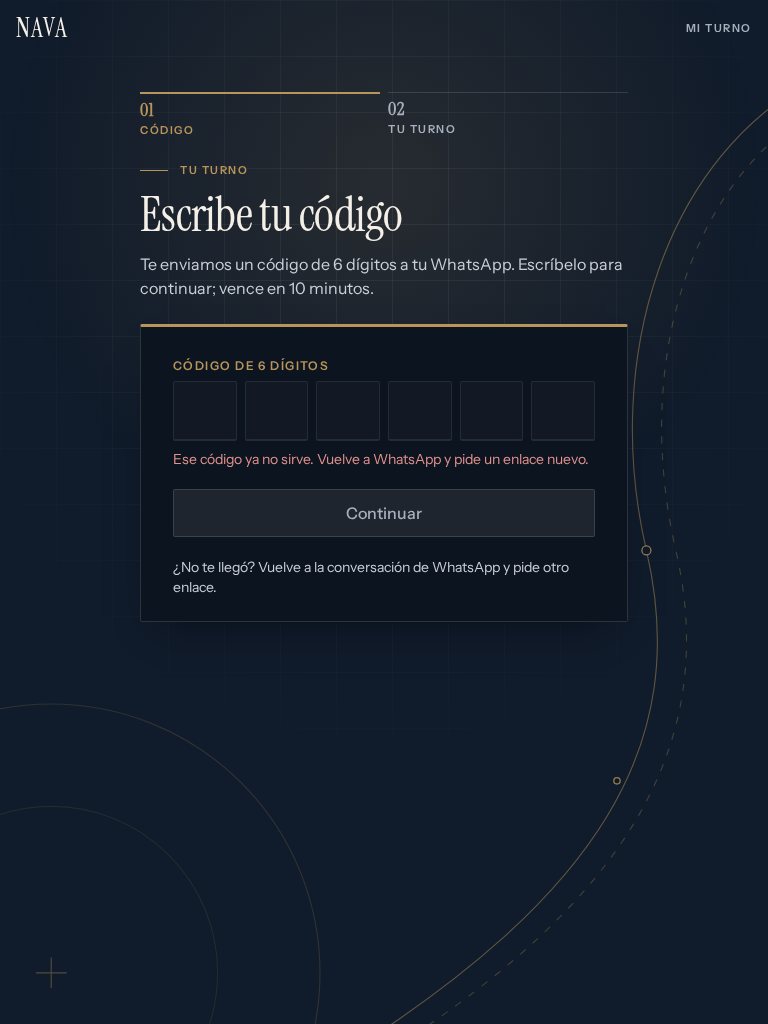 NAVA
MI TURNO
01
CÓDIGO
02
TU TURNO
TU TURNO
Escribe tu código
Te enviamos un código de 6 dígitos a tu WhatsApp. Escríbelo para
continuar; vence en 10 minutos.
CÓDIGO DE 6 DÍGITOS
Ese código ya no sirve. Vuelve a WhatsApp y pide un enlace nuevo.
Continuar
¿No te llegó? Vuelve a la conversación de WhatsApp y pide otro
enlace.